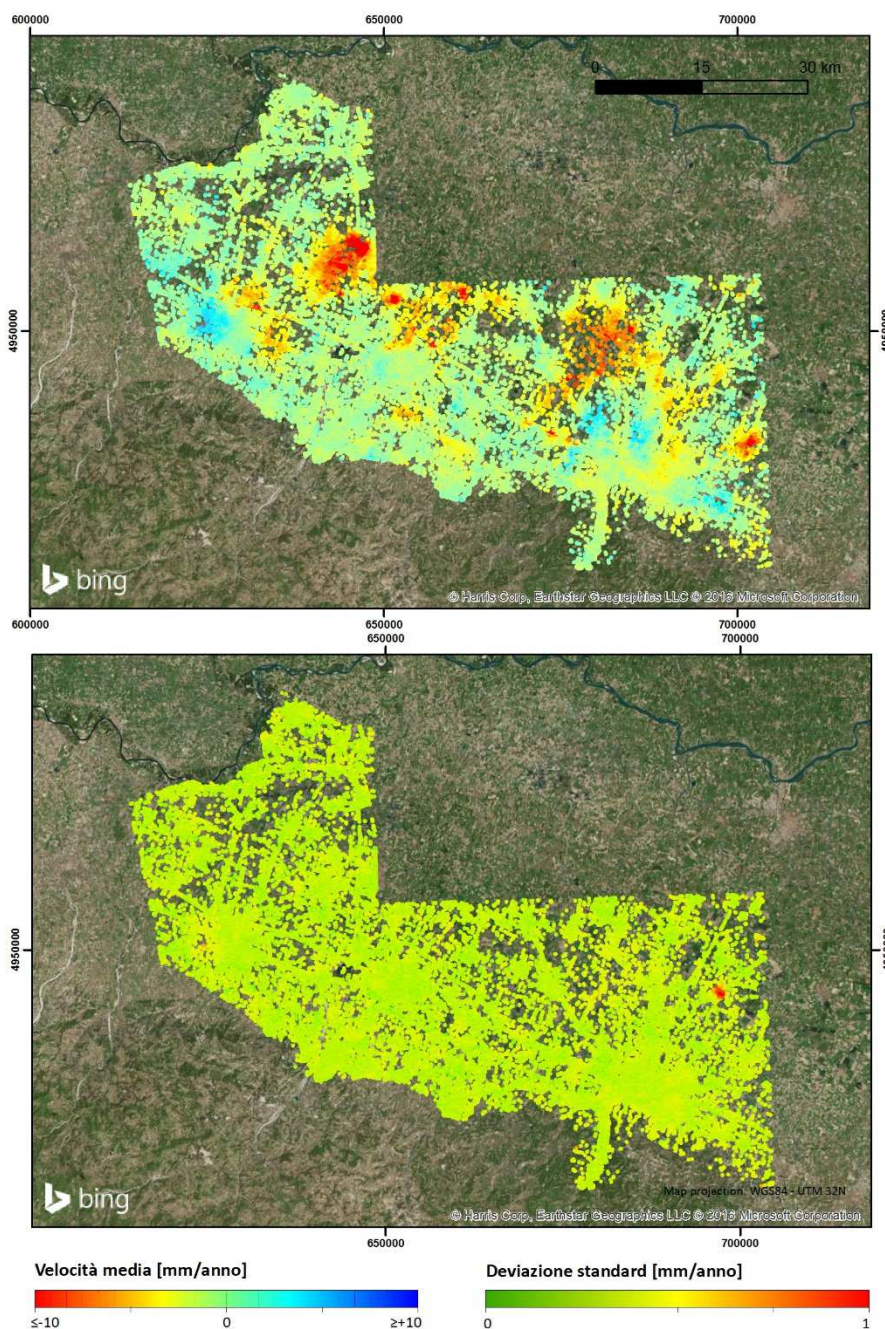 600000 650000 700000
0 15 30 km
4950000 4950000
bing
© Harris Corp, Earthstar Geographics LLC © 2016 Microsoft Corporation
600000 650000 700000
4950000 4950000
Map projection: WGS84 - UTM 32N
bing
© Harris Corp, Earthstar Geographics LLC © 2016 Microsoft Corporation
650000 700000
Velocità media [mm/anno] Deviazione standard [mm/anno]
≤-10 0 ≥+10 0 1